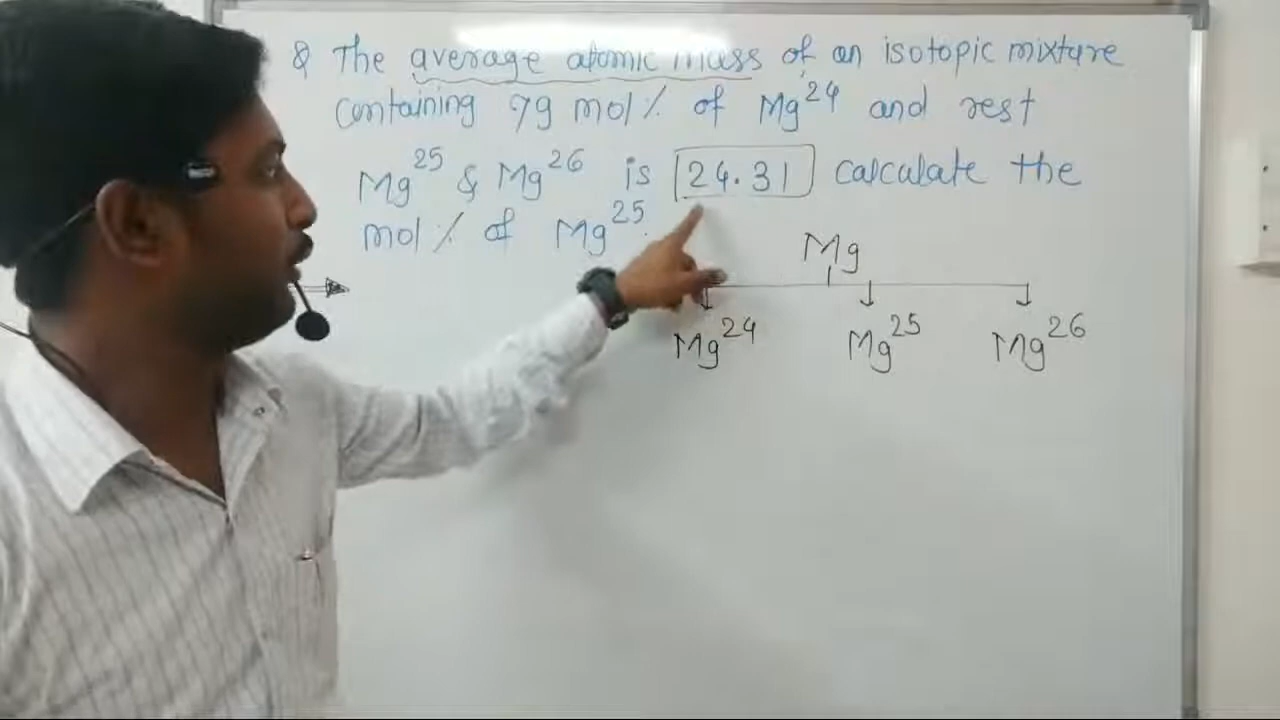 Q The average atomic mass of an isotopic mixture
containing 79 mol % of Mg²⁴ and rest
Mg²⁵ & Mg²⁶ is 24.31 calculate the
mol % of Mg²⁵.
Mg
Mg²⁴ Mg²⁵ Mg²⁶